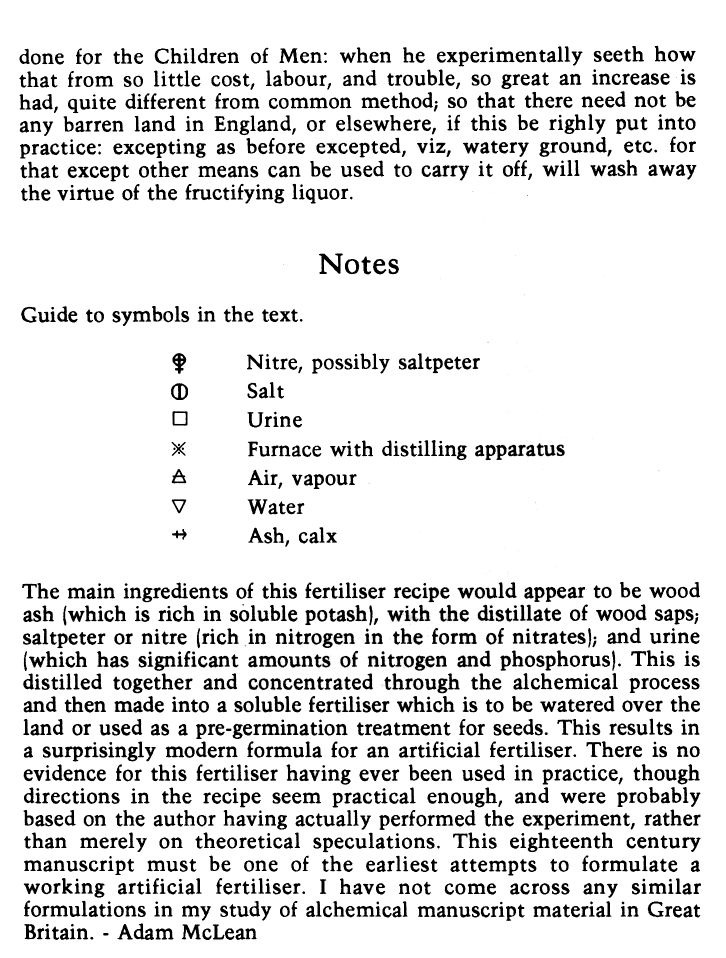 done for the Children of Men: when he experimentally seeth how
that from so little cost, labour, and trouble, so great an increase is
had, quite different from common method; so that there need not be
any barren land in England, or elsewhere, if this be righly put into
practice: excepting as before excepted, viz, watery ground, etc. for
that except other means can be used to carry it off, will wash away
the virtue of the fructifying liquor.
Notes
Guide to symbols in the text.
Nitre, possibly saltpeter
Salt
□ Urine
Furnace with distilling apparatus
Air, vapour
▽ Water
Ash, calx
The main ingredients of this fertiliser recipe would appear to be wood
ash (which is rich in soluble potash), with the distillate of wood saps;
saltpeter or nitre (rich in nitrogen in the form of nitrates); and urine
(which has significant amounts of nitrogen and phosphorus). This is
distilled together and concentrated through the alchemical process
and then made into a soluble fertiliser which is to be watered over the
land or used as a pre-germination treatment for seeds. This results in
a surprisingly modern formula for an artificial fertiliser. There is no
evidence for this fertiliser having ever been used in practice, though
directions in the recipe seem practical enough, and were probably
based on the author having actually performed the experiment, rather
than merely on theoretical speculations. This eighteenth century
manuscript must be one of the earliest attempts to formulate a
working artificial fertiliser. I have not come across any similar
formulations in my study of alchemical manuscript material in Great
Britain. - Adam McLean